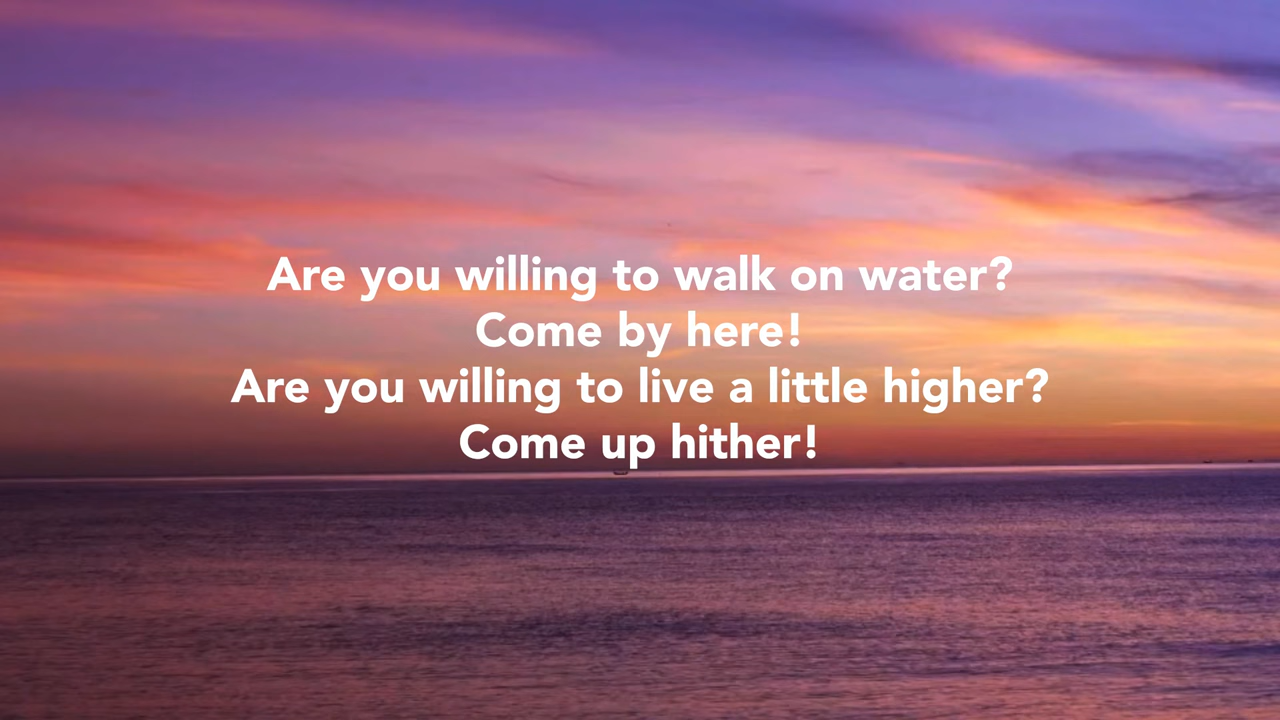 Are you willing to walk on water?
Come by here!
Are you willing to live a little higher?
Come up hither!